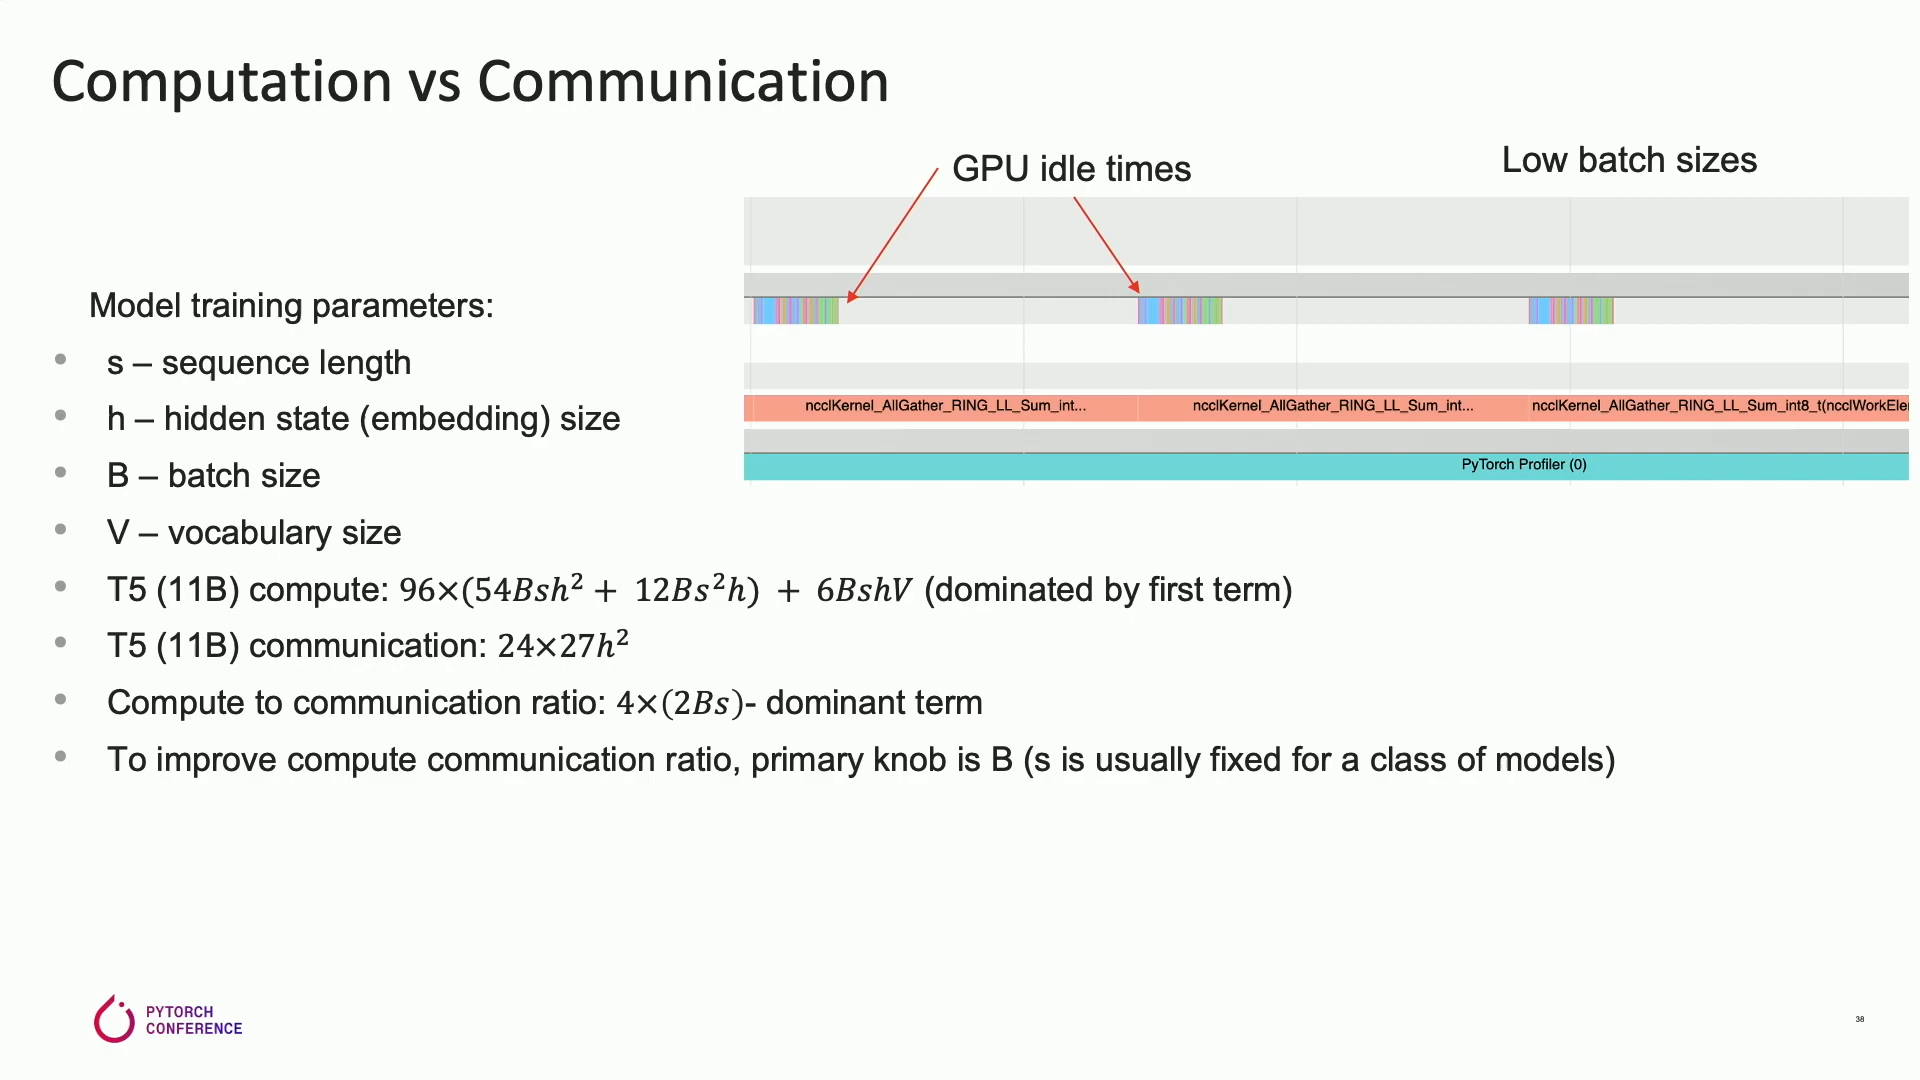 Computation vs Communication
GPU idle times
Low batch sizes
ncclKernel_AllGather_RING_LL_Sum_int...
ncclKernel_AllGather_RING_LL_Sum_int...
ncclKernel_AllGather_RING_LL_Sum_int8_t(ncclWorkEle
PyTorch Profiler (0)
Model training parameters:
• s – sequence length
• h – hidden state (embedding) size
• B – batch size
• V – vocabulary size
• T5 (11B) compute: 96×(54Bsh² + 12Bs²h) + 6BshV (dominated by first term)
• T5 (11B) communication: 24×27h²
• Compute to communication ratio: 4×(2Bs)- dominant term
• To improve compute communication ratio, primary knob is B (s is usually fixed for a class of models)
PYTORCH
CONFERENCE
38